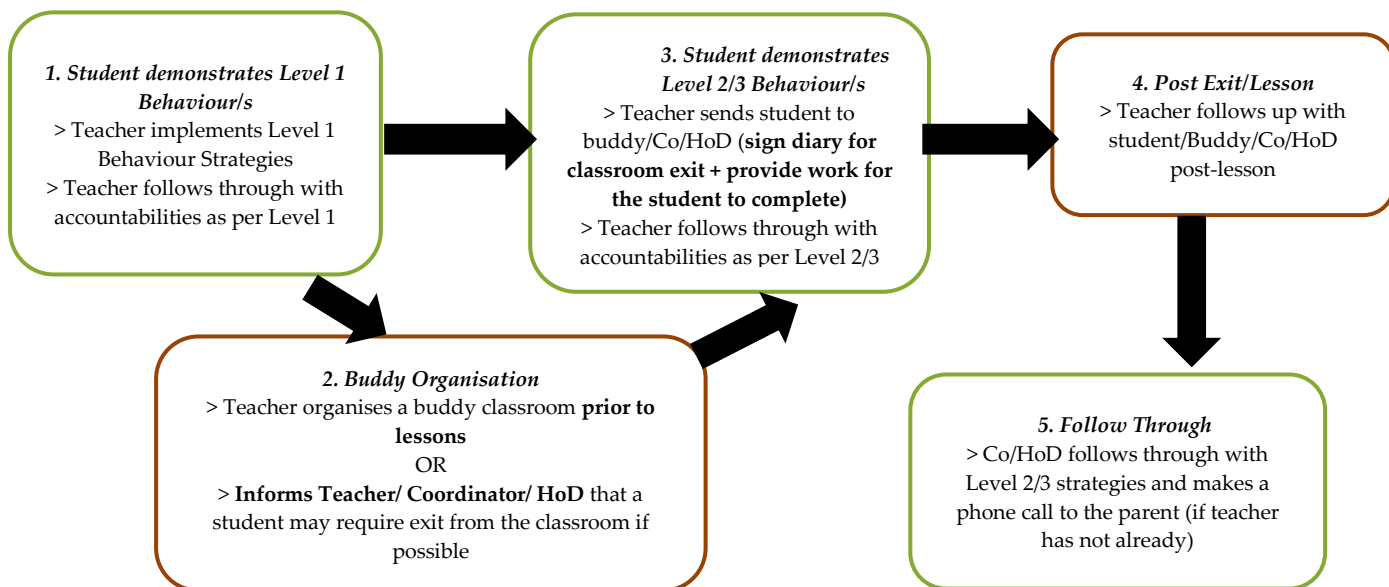 1. Student demonstrates Level 1
Behaviour/s
> Teacher implements Level 1
Behaviour Strategies
> Teacher follows through with
accountabilities as per Level 1
2. Buddy Organisation
> Teacher organises a buddy classroom prior to
lessons
OR
> Informs Teacher/ Coordinator/ HoD that a
student may require exit from the classroom if
possible
3. Student demonstrates
Level 2/3 Behaviour/s
> Teacher sends student to
buddy/Co/HoD (sign diary for
classroom exit + provide work for
the student to complete)
> Teacher follows through with
accountabilities as per Level 2/3
4. Post Exit/Lesson
> Teacher follows up with
student/Buddy/Co/HoD
post-lesson
5. Follow Through
> Co/HoD follows through with
Level 2/3 strategies and makes a
phone call to the parent (if teacher
has not already)